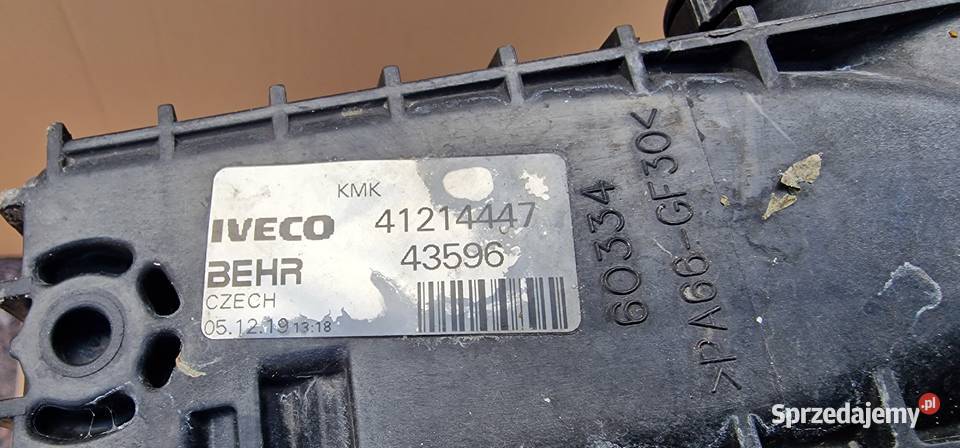 KMK
IVECO 41214447
BEHR 43596
CZECH
05.12.19 13:18
60334
>PA66-GF30<
Sprzedajemy.pl